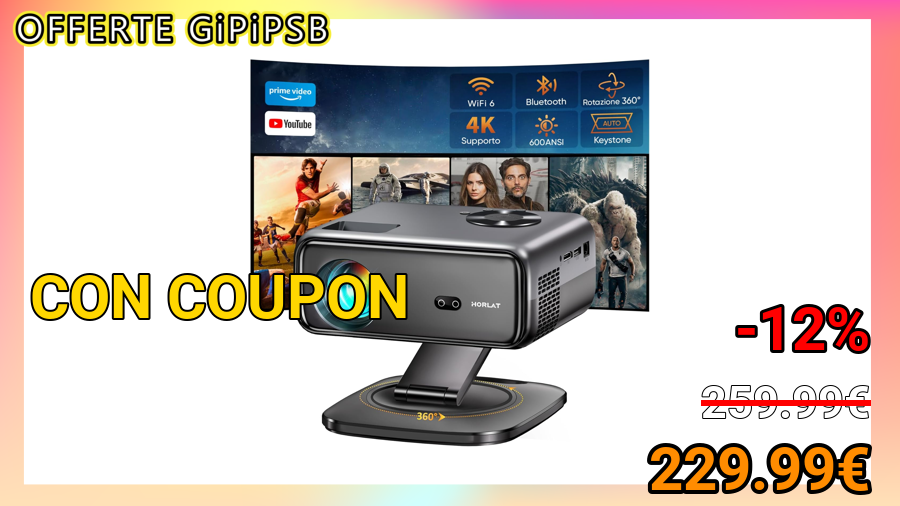 OFFERTE GiPiPSB
prime video
YouTube
WiFi 6
Bluetooth
Rotazione 360°
4K
Supporto
600ANSI
AUTO
Keystone
CON COUPON
HORLAT
360°
-12%
259.99€
229.99€